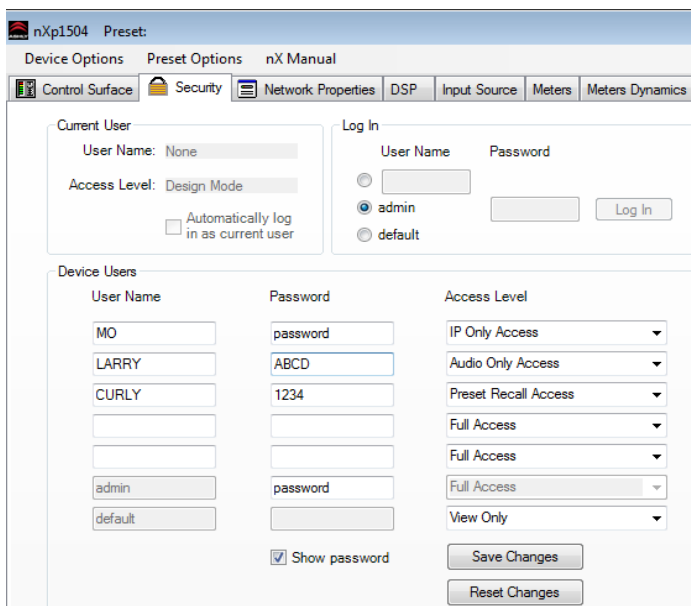 nXp1504 Preset:
Device Options Preset Options nX Manual
Control Surface Security Network Properties DSP Input Source Meters Meters Dynamics
Current User
User Name: None
Access Level: Design Mode
Automatically log
in as current user
Log In
User Name Password
admin
Log In
default
Device Users
User Name Password Access Level
MO password IP Only Access
LARRY ABCD Audio Only Access
CURLY 1234 Preset Recall Access
Full Access
Full Access
admin password Full Access
default View Only
Show password Save Changes
Reset Changes